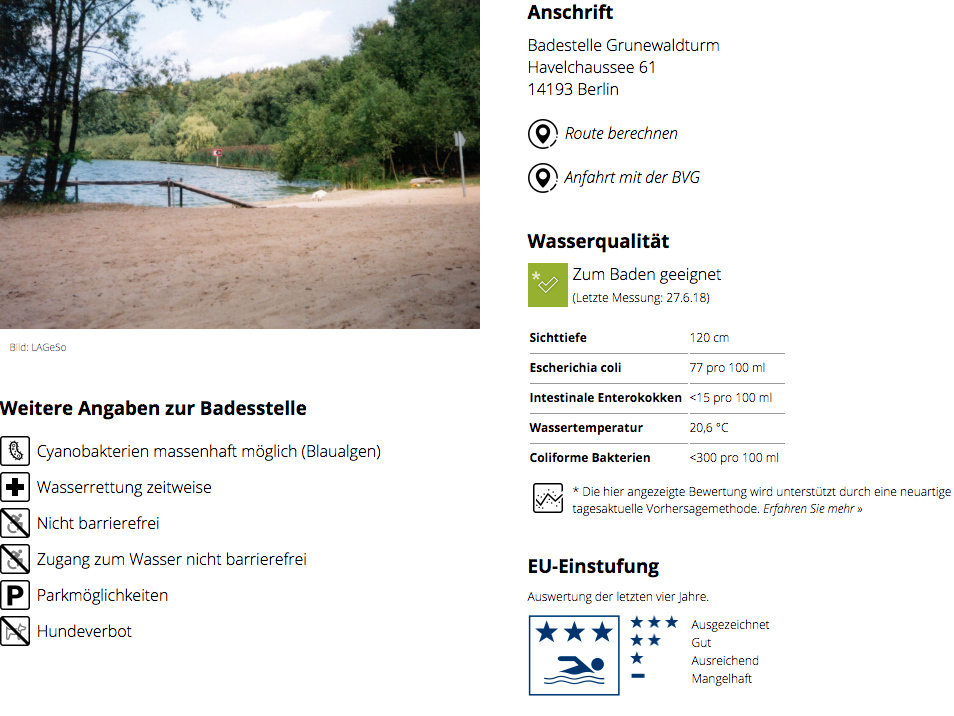 Bild: LAGeSo
Weitere Angaben zur Badesstelle
Cyanobakterien massenhaft möglich (Blaualgen)
Wasserrettung zeitweise
Nicht barrierefrei
Zugang zum Wasser nicht barrierefrei
P Parkmöglichkeiten
Hundeverbot
Anschrift
Badestelle Grunewaldturm
Havelchaussee 61
14193 Berlin
Route berechnen
Anfahrt mit der BVG
Wasserqualität
* Zum Baden geeignet
(Letzte Messung: 27.6.18)
Sichttiefe 120 cm
Escherichia coli 77 pro 100 ml
Intestinale Enterokokken <15 pro 100 ml
Wassertemperatur 20,6 °C
Coliforme Bakterien <300 pro 100 ml
* Die hier angezeigte Bewertung wird unterstützt durch eine neuartige
tagesaktuelle Vorhersagemethode. Erfahren Sie mehr »
EU-Einstufung
Auswertung der letzten vier Jahre.
★★★ Ausgezeichnet
★★ Gut
★ Ausreichend
– Mangelhaft